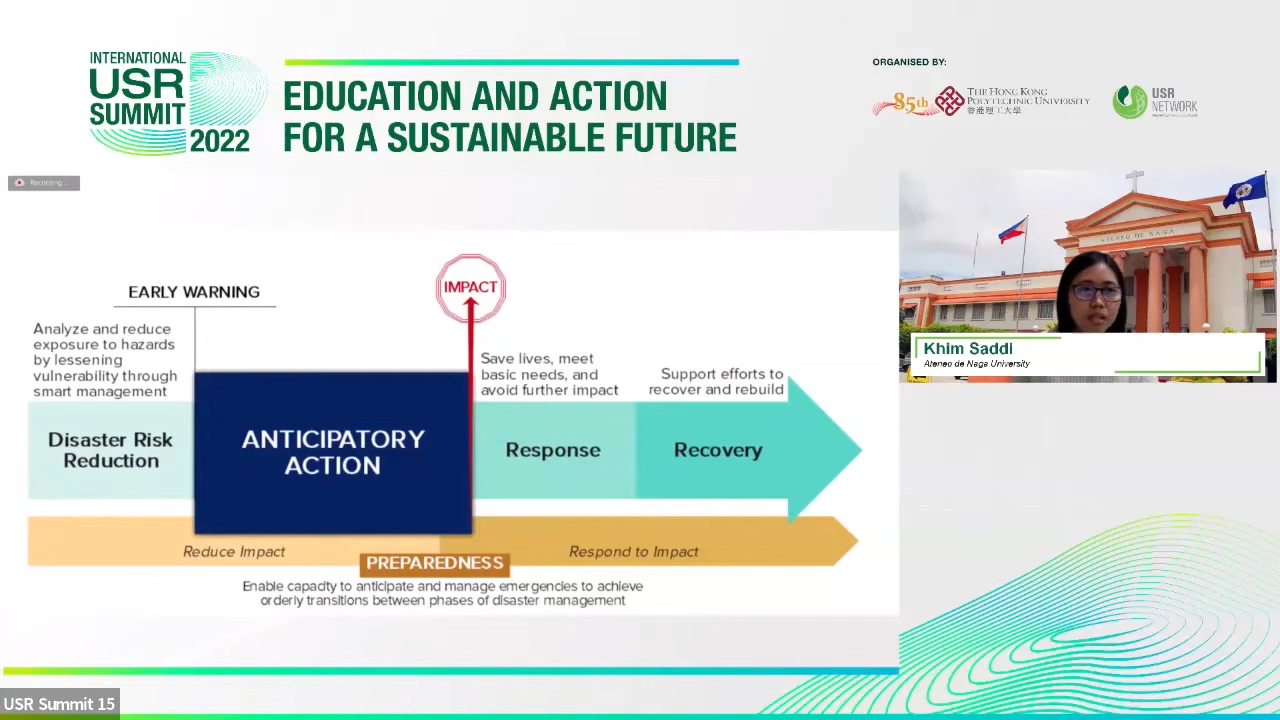 INTERNATIONAL
USR
SUMMIT
2022
EDUCATION AND ACTION
FOR A SUSTAINABLE FUTURE
ORGANISED BY:
85th
THE HONG KONG
POLYTECHNIC UNIVERSITY
香港理工大學
USR
NETWORK
Recording...
EARLY WARNING
Analyze and reduce
exposure to hazards
by lessening
vulnerability through
smart management
IMPACT
Save lives, meet
basic needs, and
avoid further impact
Support efforts to
recover and rebuild
Disaster Risk
Reduction
ANTICIPATORY
ACTION
Response
Recovery
Reduce Impact
Respond to Impact
PREPAREDNESS
Enable capacity to anticipate and manage emergencies to achieve
orderly transitions between phases of disaster management
ATENEO DE NAGA
Khim Saddi
Ateneo de Naga University
USR Summit 15